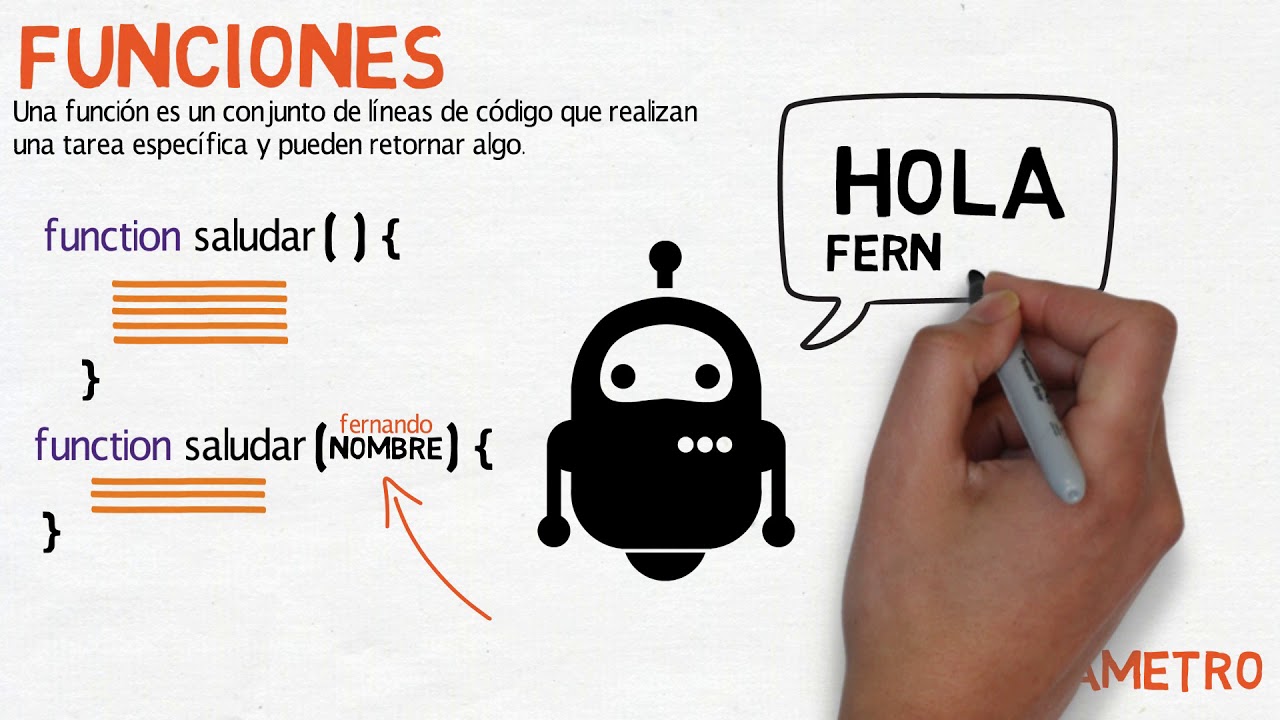 FUNCIONES
Una función es un conjunto de líneas de código que realizan
una tarea específica y pueden retornar algo.
function saludar ( ) {
}
fernando
function saludar (NOMBRE) {
}
HOLA
FERN
AMETRO